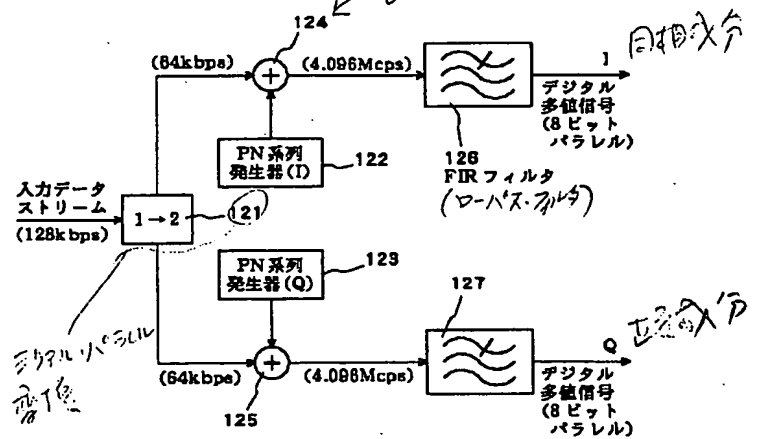 124
(64kbps)
(4.096Mcps)
I
同相成分
デジタル
多値信号
(8ビット
パラレル)
PN系列
発生器(I)
122
126
FIRフィルタ
(ローパス・フィルタ)
入力データ
ストリーム
(128kbps)
1→2
121
PN系列
発生器(Q)
123
127
Q
直交成分
シリアル/パラレル
変換
(64kbps)
(4.096Mcps)
125
デジタル
多値信号
(8ビット
パラレル)